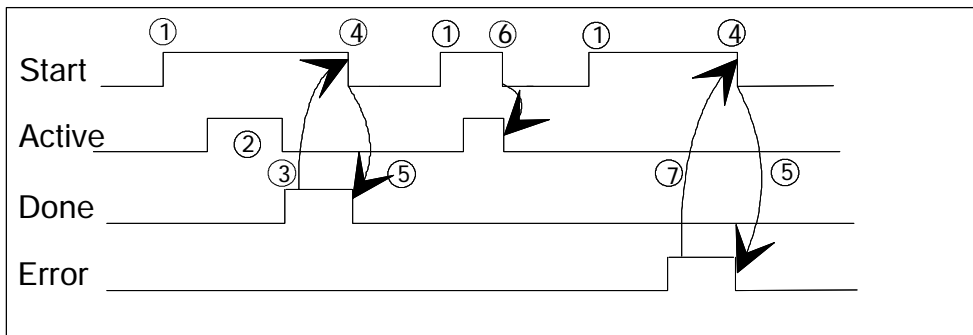 ① ④ ① ⑥ ① ④
Start
Active
② ③ ⑤ ⑦ ⑤
Done
Error